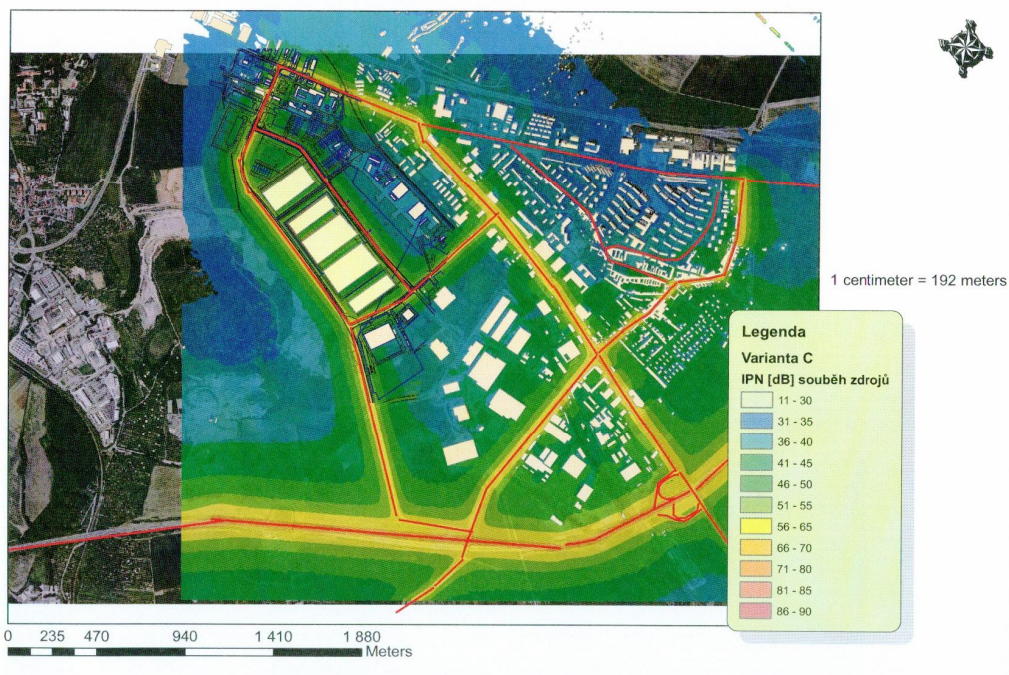 1 centimeter = 192 meters
Legenda
Varianta C
IPN [dB] souběh zdrojů
11 - 30
31 - 35
36 - 40
41 - 45
46 - 50
51 - 55
56 - 65
66 - 70
71 - 80
81 - 85
86 - 90
0 235 470 940 1 410 1 880
Meters